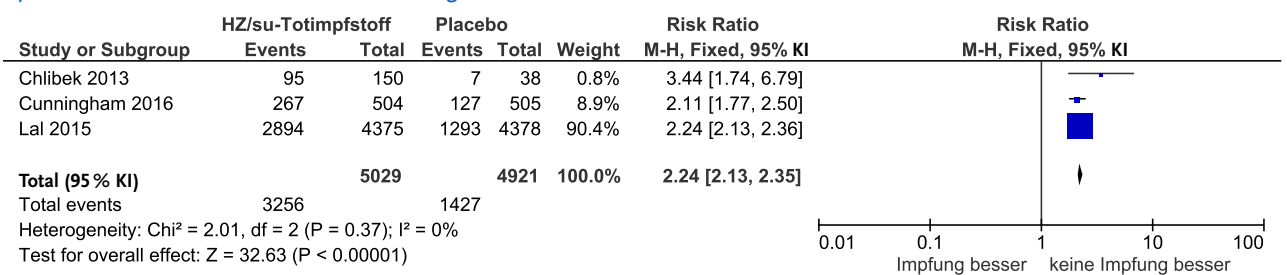 HZ/su-Totimpfstoff Placebo Risk Ratio Risk Ratio
Study or Subgroup Events Total Events Total Weight M-H, Fixed, 95% KI M-H, Fixed, 95% KI
Chlibek 2013 95 150 7 38 0.8% 3.44 [1.74, 6.79]
Cunningham 2016 267 504 127 505 8.9% 2.11 [1.77, 2.50]
Lal 2015 2894 4375 1293 4378 90.4% 2.24 [2.13, 2.36]
Total (95 % KI) 5029 4921 100.0% 2.24 [2.13, 2.35]
Total events 3256 1427
Heterogeneity: Chi² = 2.01, df = 2 (P = 0.37); I² = 0%
Test for overall effect: Z = 32.63 (P < 0.00001)
0.01 0.1 1 10 100
Impfung besser keine Impfung besser